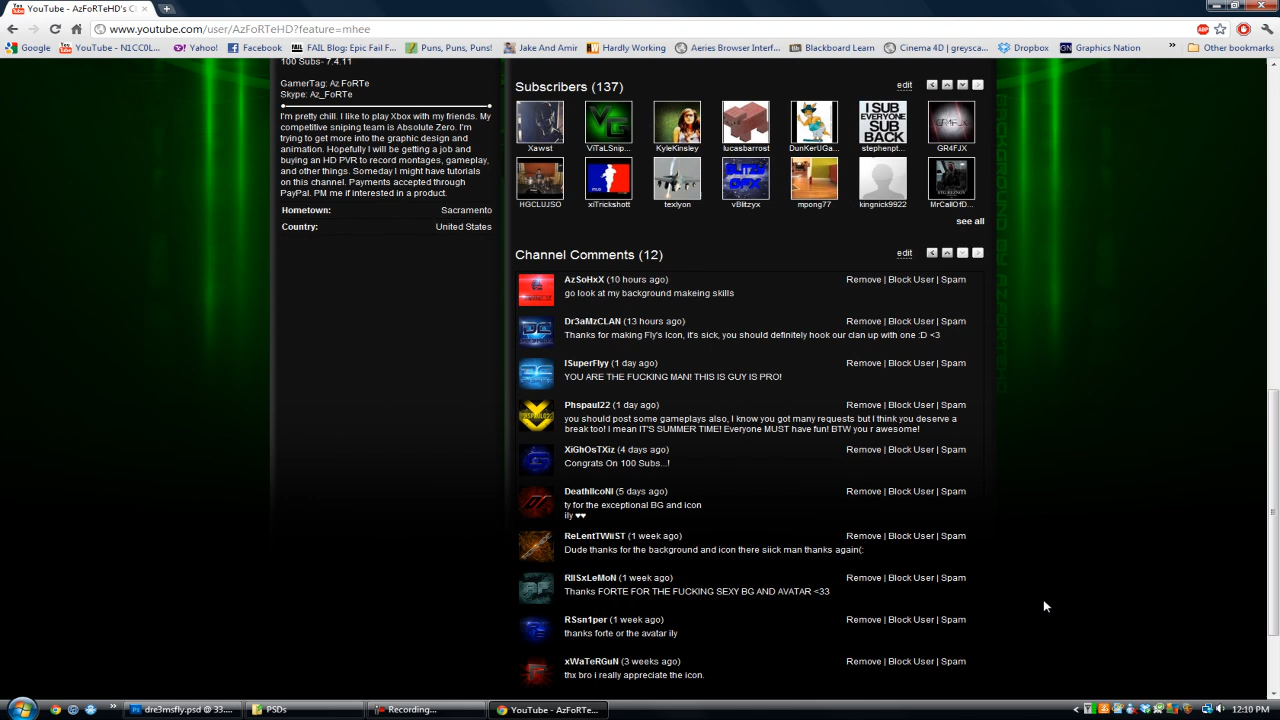 YouTube - AzFoRTeHD's C
www.youtube.com/user/AzFoRTeHD?feature=mhee
Google YouTube - N1CC0L... Yahoo! Facebook FAIL Blog: Epic Fail F... Puns, Puns, Puns! Jake And Amir Hardly Working Aeries Browser Interf... Blackboard Learn Cinema 4D ( greysca... Dropbox Graphics Nation » Other bookmarks
100 Subs- 7.4.11
GamerTag: Az FoRTe
Skype: Az_FoRTe
I'm pretty chill. I like to play Xbox with my friends. My
competitive sniping team is Absolute Zero. I'm
trying to get more into the graphic design and
animation. Hopefully I will be getting a job and
buying an HD PVR to record montages, gameplay,
and other things. Someday I might have tutorials
on this channel. Payments accepted through
PayPal. PM me if interested in a product.
Hometown: Sacramento
Country: United States
Subscribers (137) edit
I SUB EVERYONE SUB BACK
GR4FJX
Xawst ViTaLSnip... KyleKinsley lucasbarrost DunKerUGa... stephenpt... GR4FJX
HGCLUJSO xiTrickshott texlyon vBlitzyx mpong77 kingnick9922 MrCallOfD...
see all
Channel Comments (12) edit
AzSoHxX (10 hours ago) Remove | Block User | Spam
go look at my background makeing skills
Dr3aMzCLAN (13 hours ago) Remove | Block User | Spam
Thanks for making Fly's Icon, it's sick, you should definitely hook our clan up with one :D <3
ISuperFlyy (1 day ago) Remove | Block User | Spam
YOU ARE THE FUCKING MAN! THIS IS GUY IS PRO!
Phspaul22 (1 day ago) Remove | Block User | Spam
you should post some gameplays also, I know you got many requests but I think you deserve a
break too! I mean IT'S SUMMER TIME! Everyone MUST have fun! BTW you r awesome!
XiGhOsTXiz (4 days ago) Remove | Block User | Spam
Congrats On 100 Subs...!
DeathIIcoNI (5 days ago) Remove | Block User | Spam
ty for the exceptional BG and icon
ily ♥♥
ReLentTWiiST (1 week ago) Remove | Block User | Spam
Dude thanks for the background and icon there siick man thanks again(:
RIISxLeMoN (1 week ago) Remove | Block User | Spam
Thanks FORTE FOR THE FUCKING SEXY BG AND AVATAR <33
RSsn1per (1 week ago) Remove | Block User | Spam
thanks forte or the avatar ily
xWaTeRGuN (3 weeks ago) Remove | Block User | Spam
thx bro i really appreciate the icon.
dre3msfly.psd @ 33.... PSDs Recording... YouTube - AzFoRTe... 12:10 PM